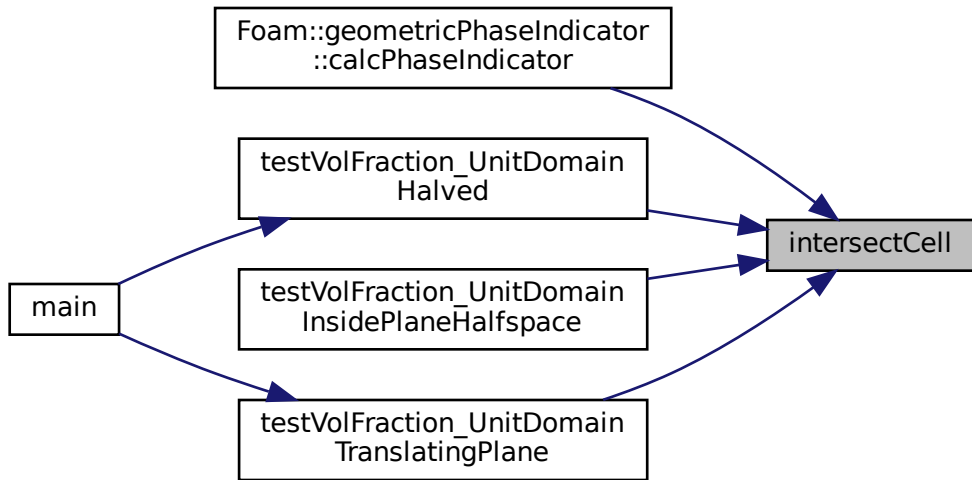 Foam::geometricPhaseIndicator
::calcPhaseIndicator
testVolFraction_UnitDomain
Halved
intersectCell
testVolFraction_UnitDomain
InsidePlaneHalfspace
main
testVolFraction_UnitDomain
TranslatingPlane